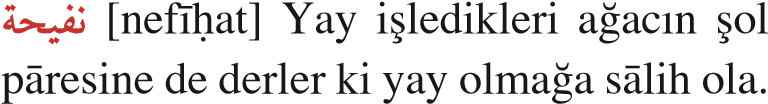 نفيحة [nefīḥat] Yay işledikleri ağacın şol
pāresine de derler ki yay olmağa sālih ola.